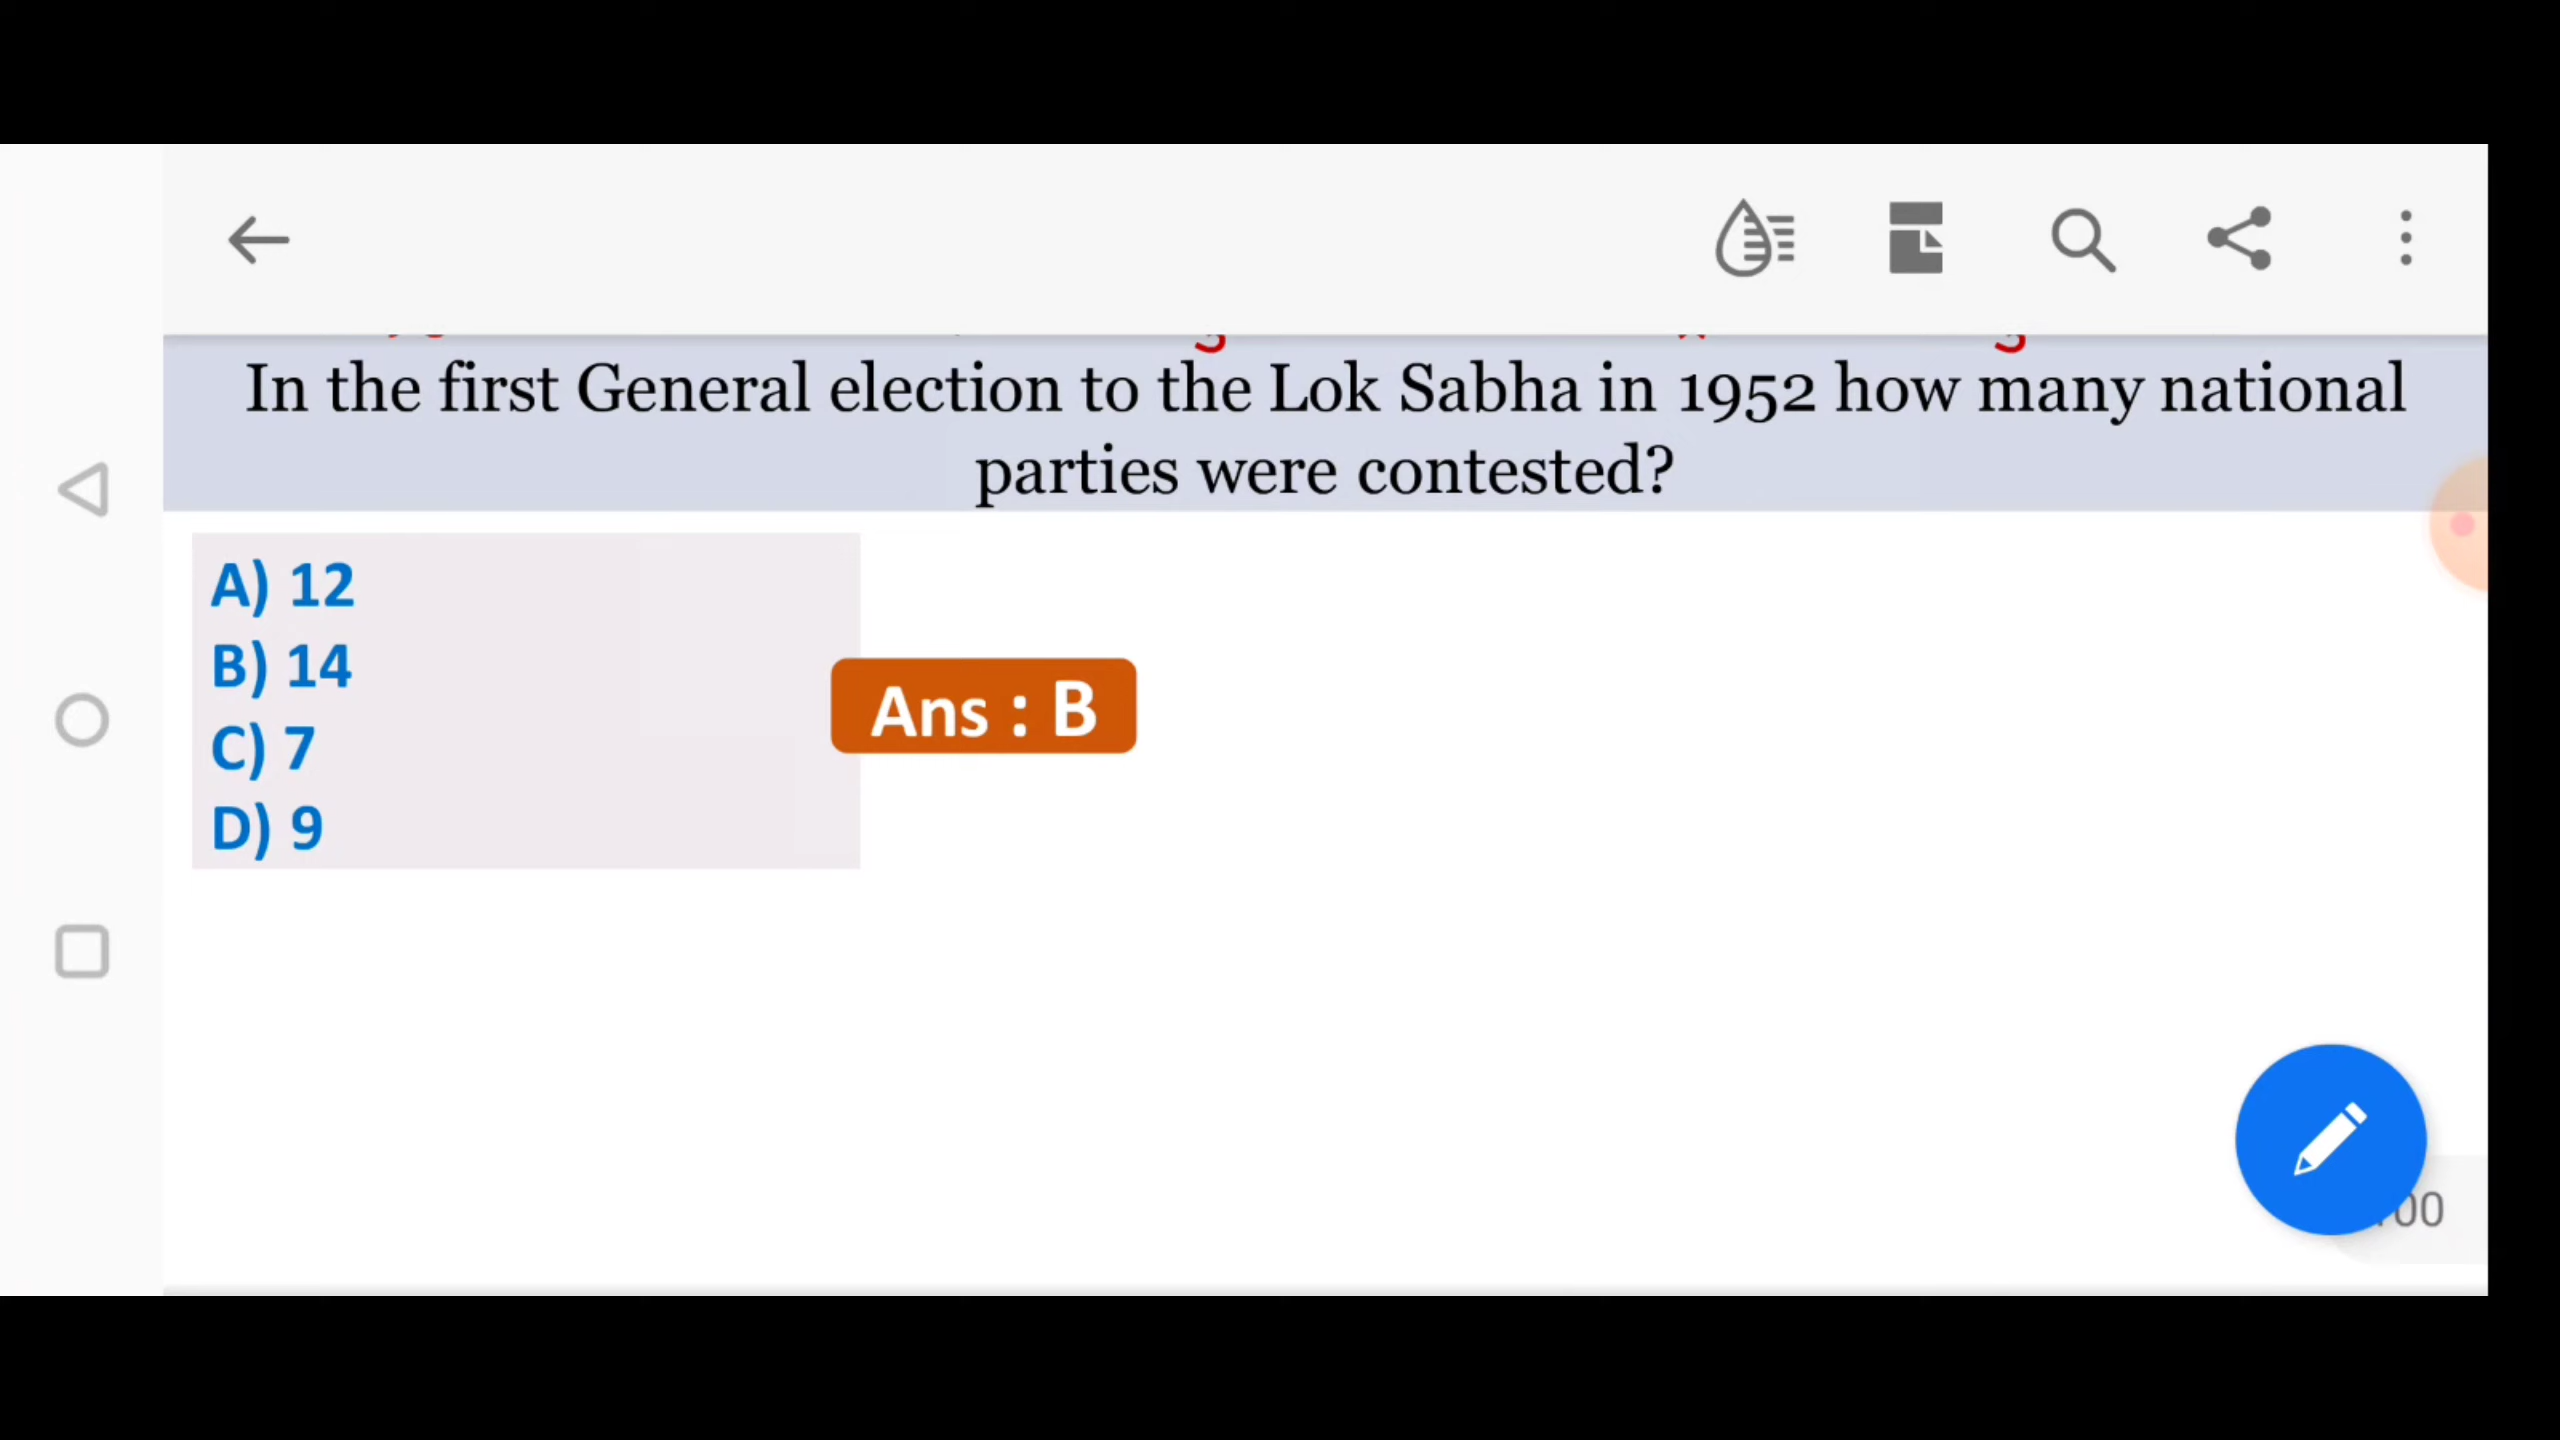 In the first General election to the Lok Sabha in 1952 how many national
parties were contested?
A) 12
B) 14
C) 7
D) 9
Ans : B
00